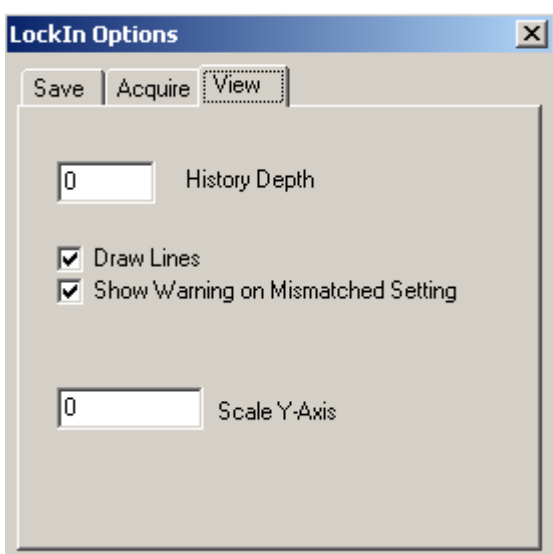 LockIn Options
Save Acquire View
0 History Depth
Draw Lines
Show Warning on Mismatched Setting
0 Scale Y-Axis